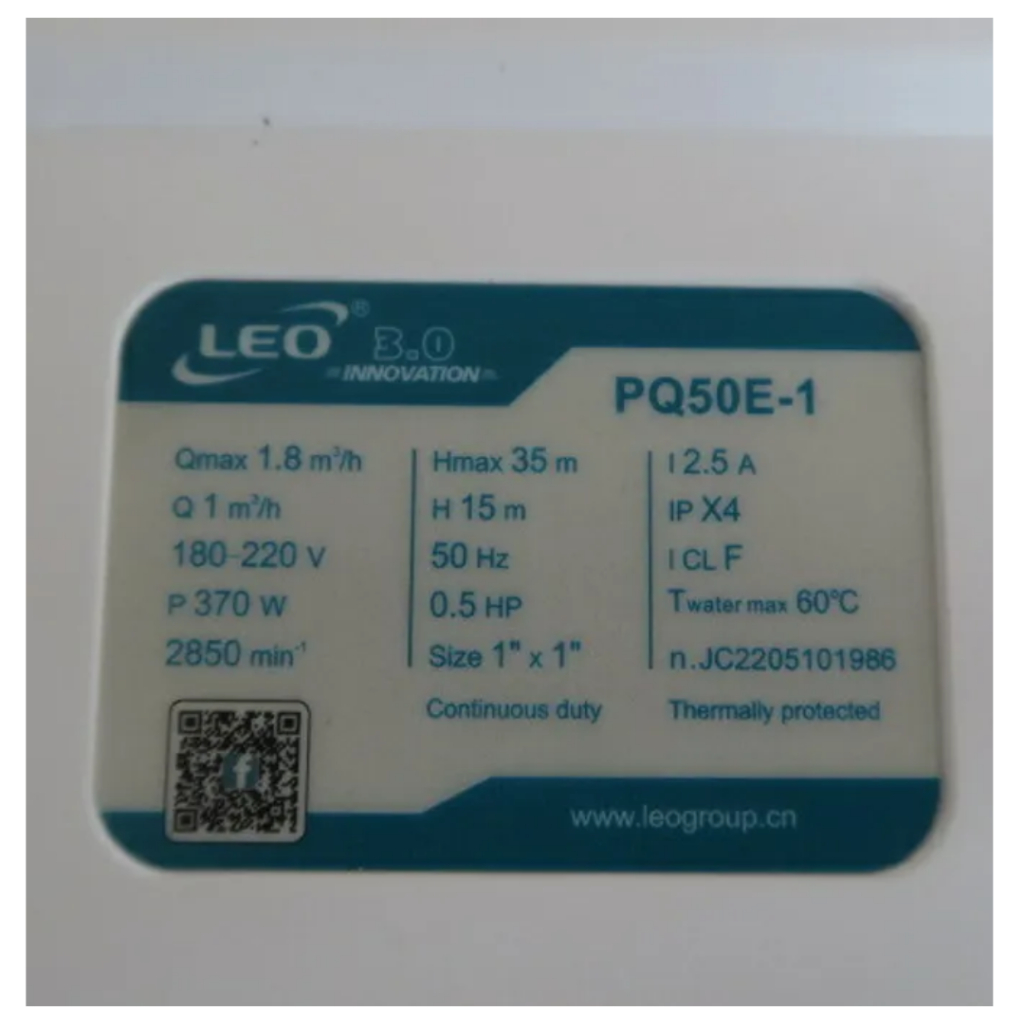 LEO® 3.0
INNOVATION
PQ50E-1
Qmax 1.8 m³/h
Q 1 m³/h
180-220 V
P 370 W
2850 min⁻¹
Hmax 35 m
H 15 m
50 Hz
0.5 HP
Size 1" x 1"
Continuous duty
I 2.5 A
IP X4
I CL F
Twater max 60℃
n.JC2205101986
Thermally protected
f
www.leogroup.cn